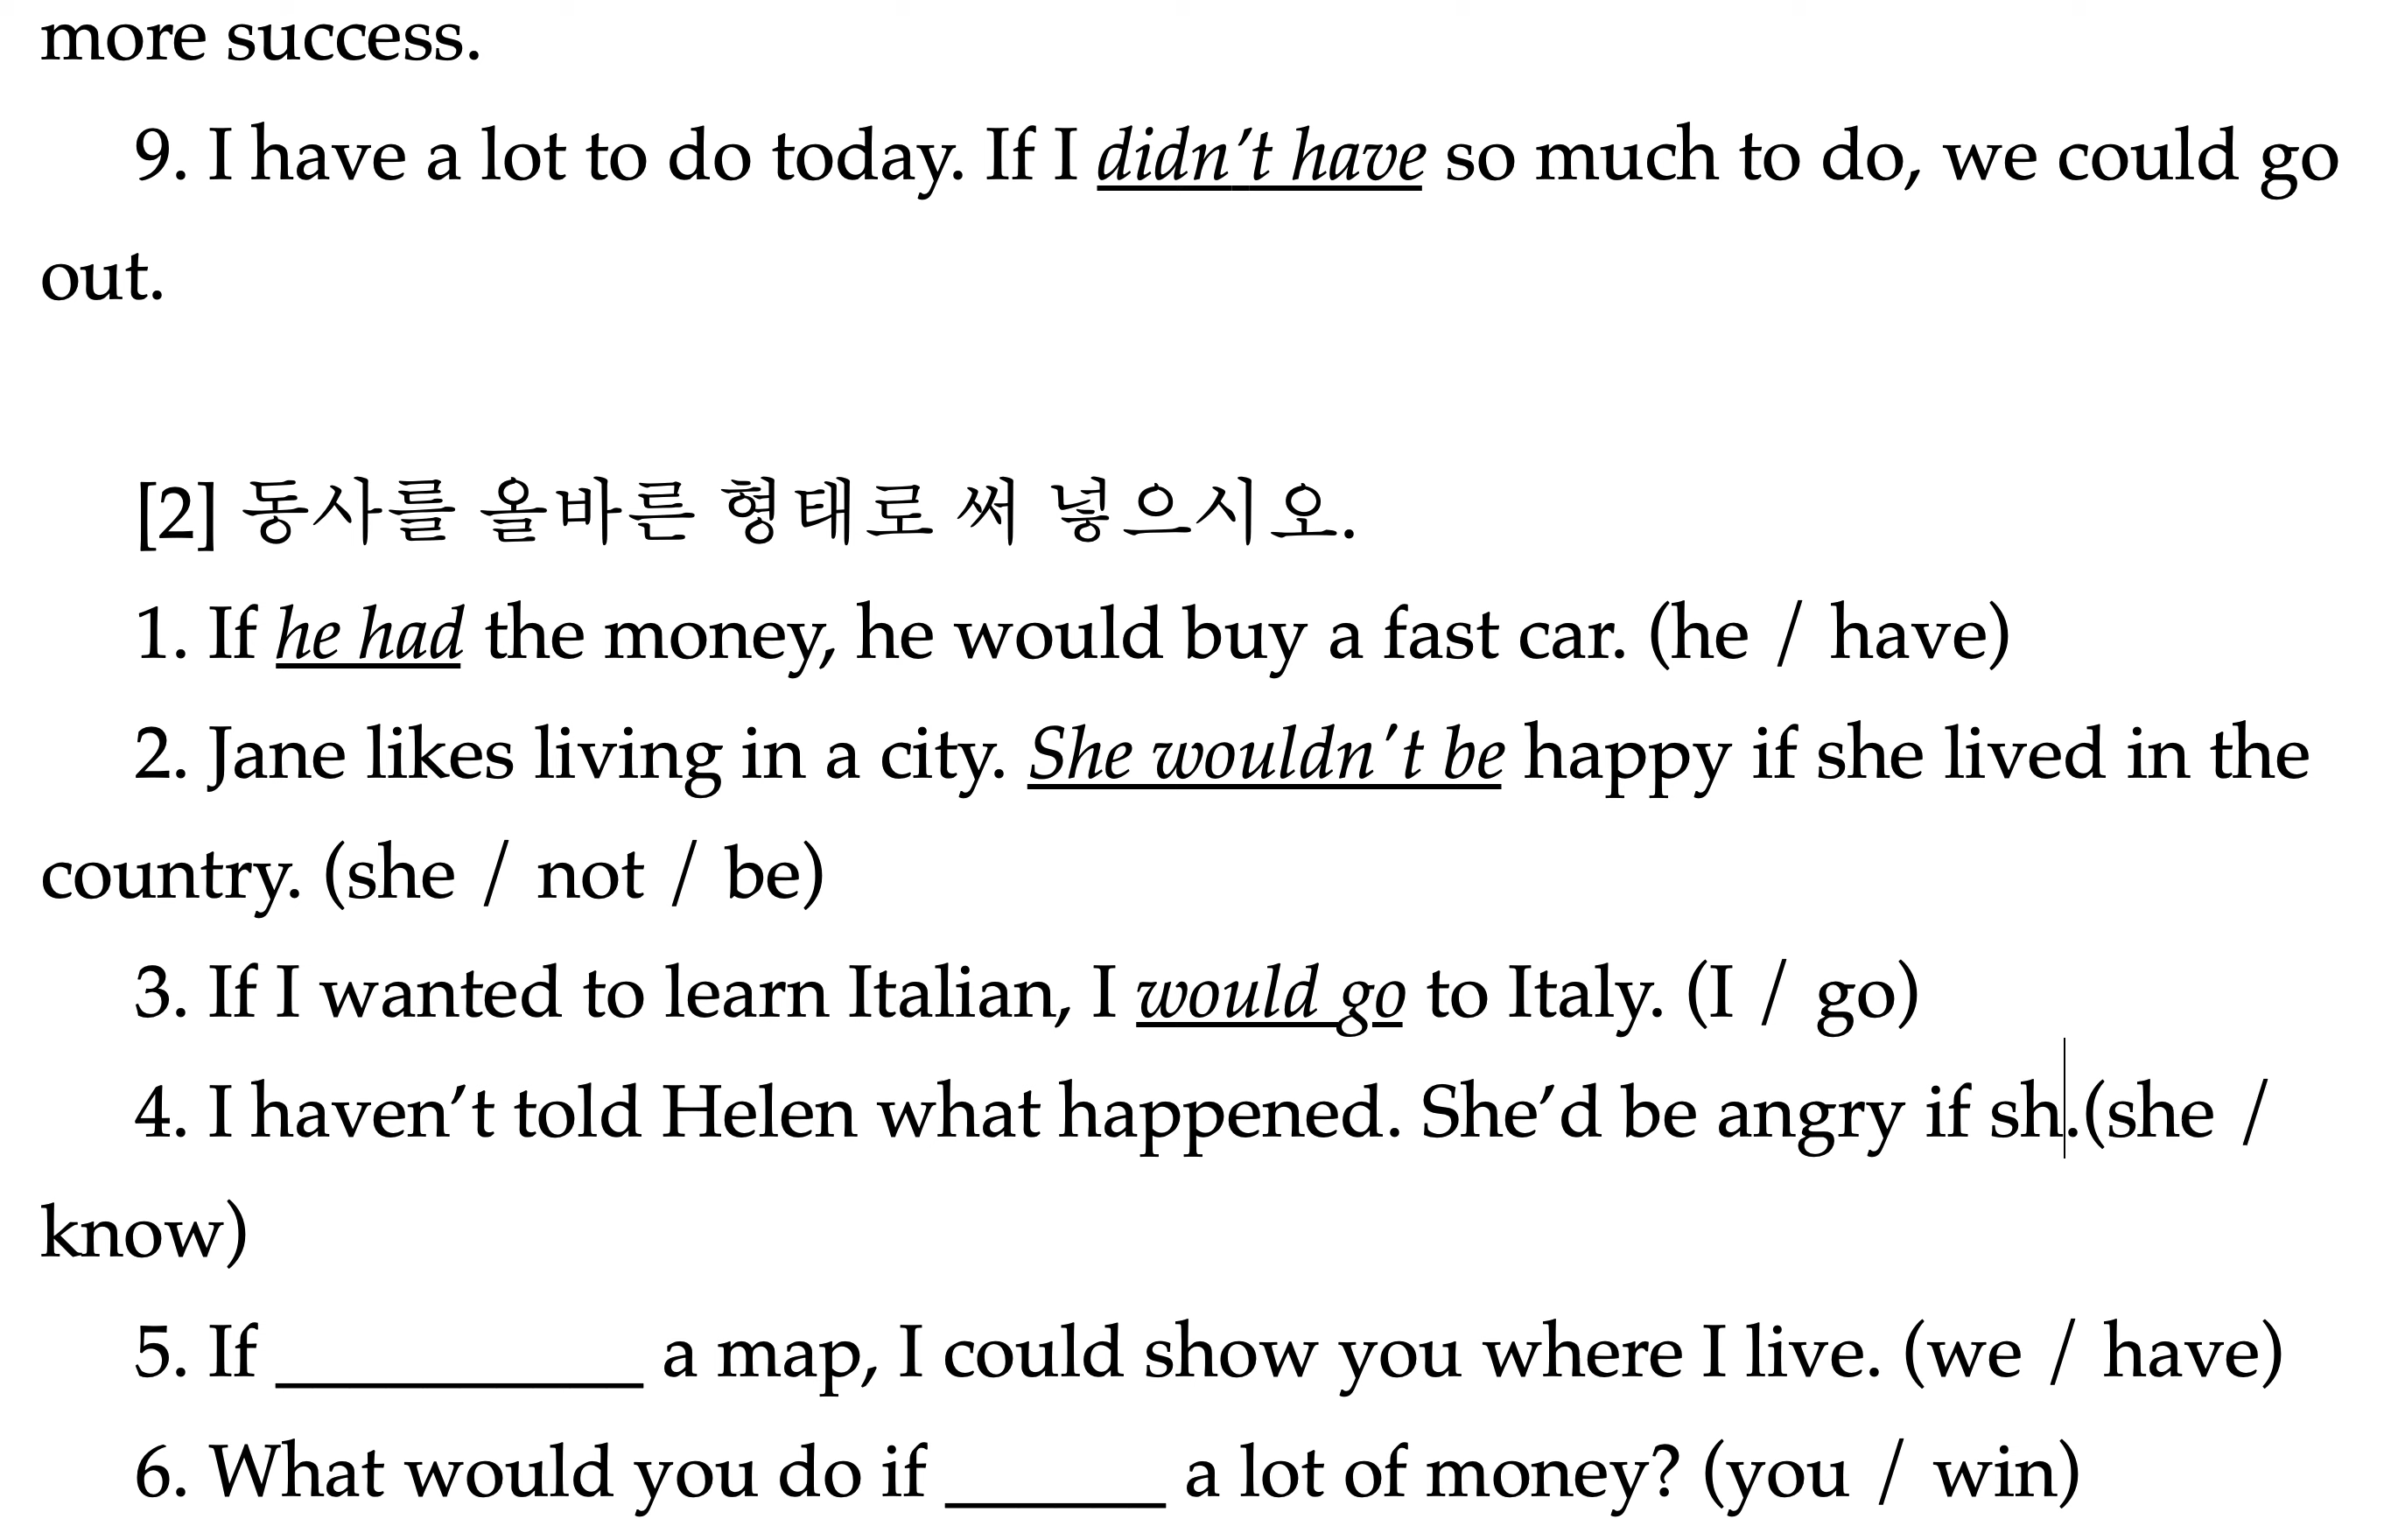 more success.
9. I have a lot to do today. If I didn't have so much to do, we could go
out.
[2] 동사를 올바른 형태로 써 넣으시오.
1. If he had the money, he would buy a fast car. (he / have)
2. Jane likes living in a city. She wouldn't be happy if she lived in the
country. (she / not / be)
3. If I wanted to learn Italian, I would go to Italy. (I / go)
4. I haven't told Helen what happened. She'd be angry if sh.(she /
know)
5. If __________ a map, I could show you where I live. (we / have)
6. What would you do if ______ a lot of money? (you / win)